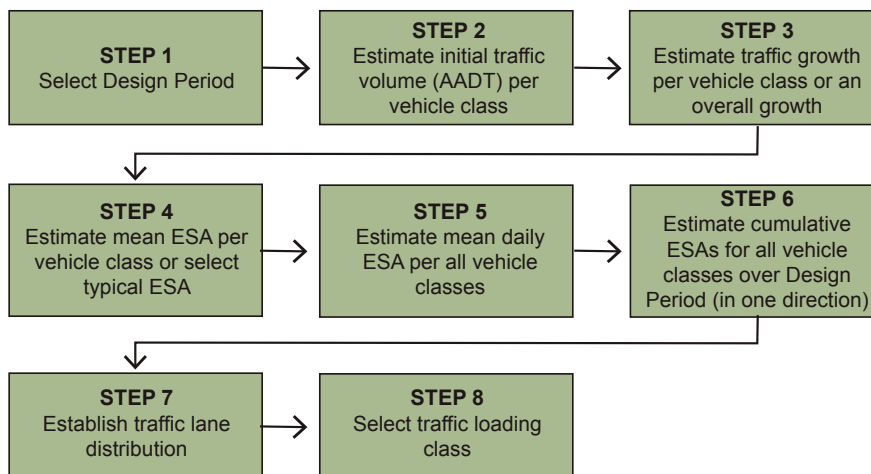 STEP 1
Select Design Period
STEP 2
Estimate initial traffic
volume (AADT) per
vehicle class
STEP 3
Estimate traffic growth
per vehicle class or an
overall growth
STEP 4
Estimate mean ESA per
vehicle class or select
typical ESA
STEP 5
Estimate mean daily
ESA per all vehicle
classes
STEP 6
Estimate cumulative
ESAs for all vehicle
classes over Design
Period (in one direction)
STEP 7
Establish traffic lane
distribution
STEP 8
Select traffic loading
class